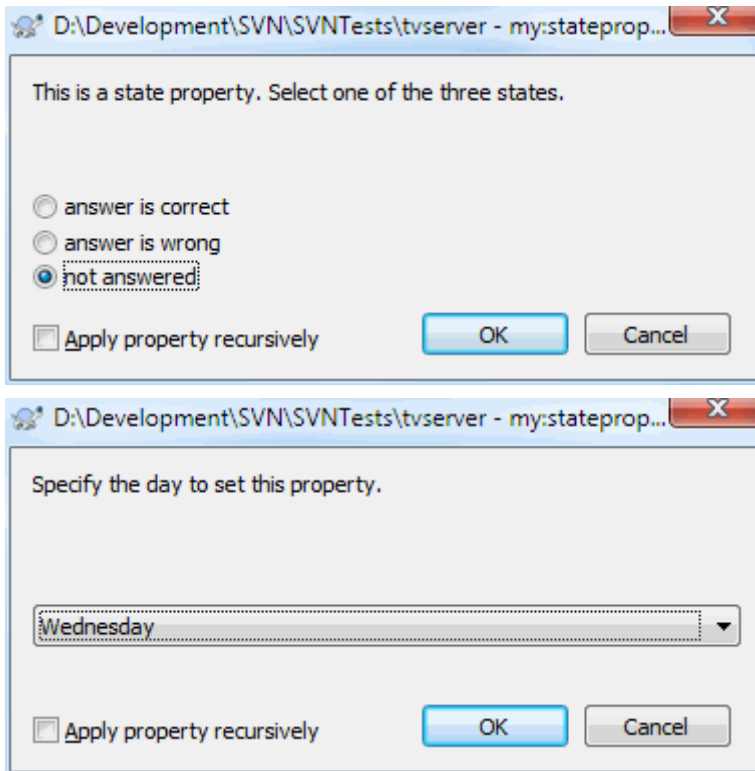 D:\Development\SVN\SVNTests\tvserver - my:stateprop...
This is a state property. Select one of the three states.
answer is correct
answer is wrong
not answered
Apply property recursively
OK
Cancel
D:\Development\SVN\SVNTests\tvserver - my:stateprop...
Specify the day to set this property.
Wednesday
Apply property recursively
OK
Cancel